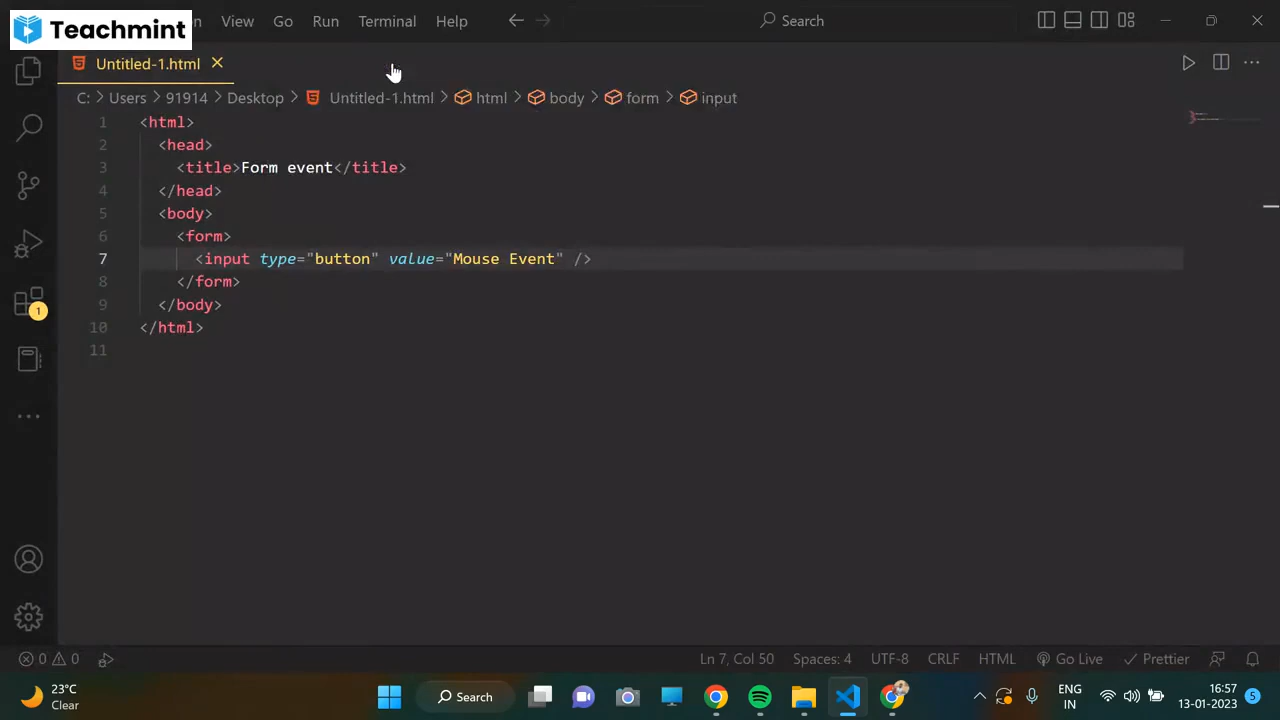 Teachmint
on View Go Run Terminal Help Search
Untitled-1.html
C: > Users > 91914 > Desktop > Untitled-1.html > html > body > form > input
1 <html>
2 <head>
3 <title>Form event</title>
4 </head>
5 <body>
6 <form>
7 <input type="button" value="Mouse Event" />
8 </form>
9 </body>
10 </html>
11
1
0 0 Ln 7, Col 50 Spaces: 4 UTF-8 CRLF HTML Go Live Prettier
23°C
Clear
Search
ENG
IN
16:57
13-01-2023
5